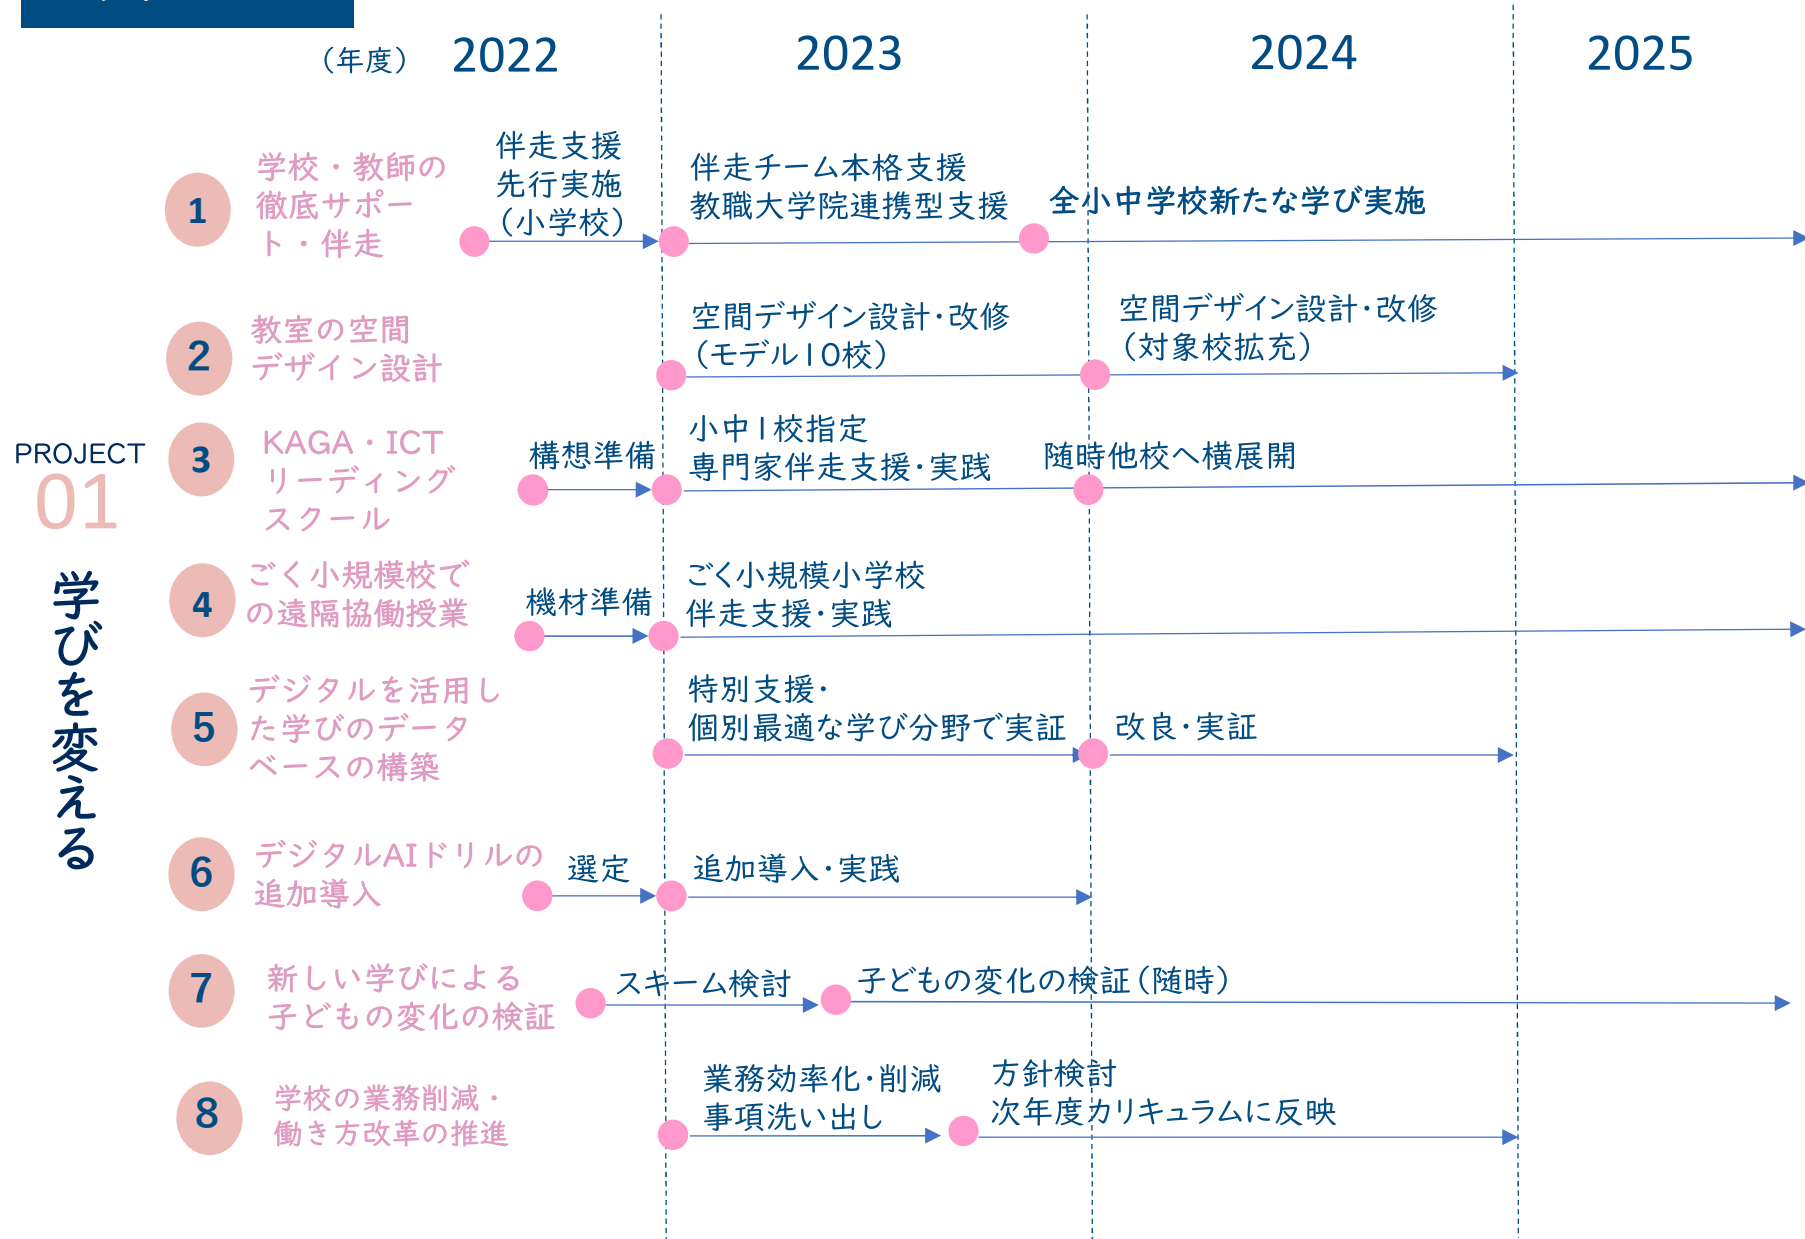 （年度）
2022
2023
2024
2025
PROJECT
01
学びを変える
1
学校・教師の
徹底サポー
ト・伴走
伴走支援
先行実施
（小学校）
伴走チーム本格支援
教職大学院連携型支援
全小中学校新たな学び実施
2
教室の空間
デザイン設計
空間デザイン設計・改修
（モデル10校）
空間デザイン設計・改修
（対象校拡充）
3
KAGA・ICT
リーディング
スクール
構想準備
小中1校指定
専門家伴走支援・実践
随時他校へ横展開
4
ごく小規模校で
の遠隔協働授業
機材準備
ごく小規模小学校
伴走支援・実践
5
デジタルを活用し
た学びのデータ
ベースの構築
特別支援・
個別最適な学び分野で実証
改良・実証
6
デジタルAIドリルの
追加導入
選定
追加導入・実践
7
新しい学びによる
子どもの変化の検証
スキーム検討
子どもの変化の検証（随時）
8
学校の業務削減・
働き方改革の推進
業務効率化・削減
事項洗い出し
方針検討
次年度カリキュラムに反映